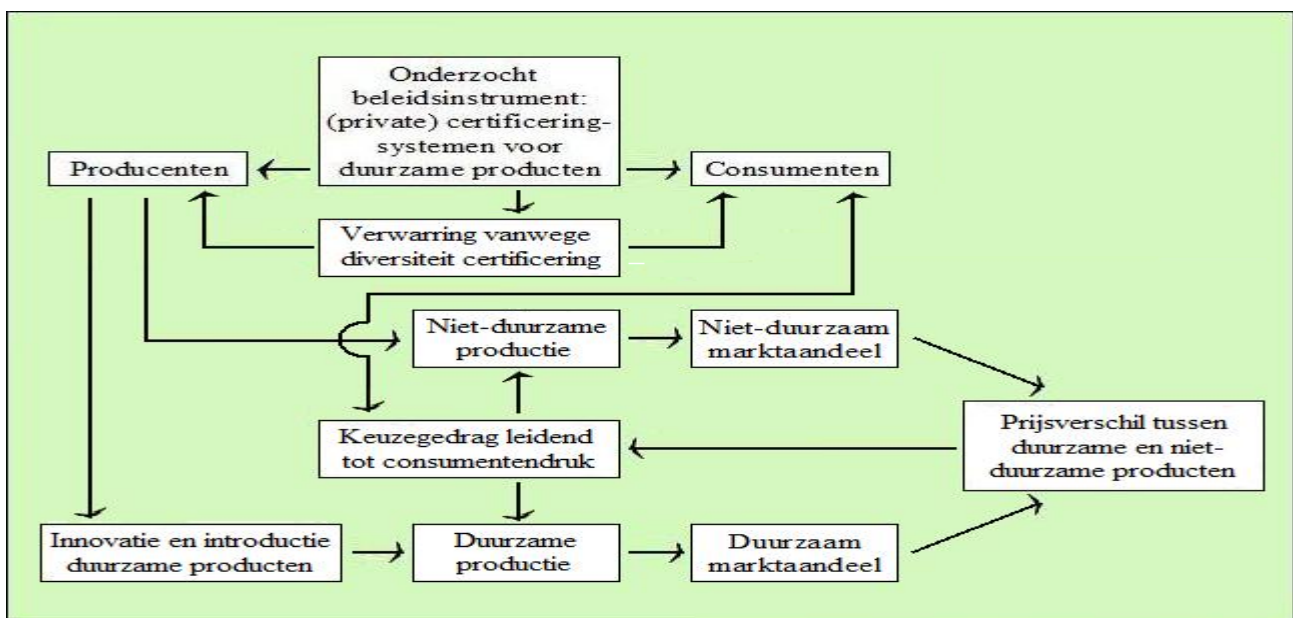 Onderzocht
beleidsinstrument:
(private) certificering-
systemen voor
duurzame producten
Producenten
Consumenten
Verwarring vanwege
diversiteit certificering
Niet-duurzame
productie
Niet-duurzaam
marktaandeel
Keuzegedrag leidend
tot consumentendruk
Prijsverschil tussen
duurzame en niet-
duurzame producten
Innovatie en introductie
duurzame producten
Duurzame
productie
Duurzaam
marktaandeel